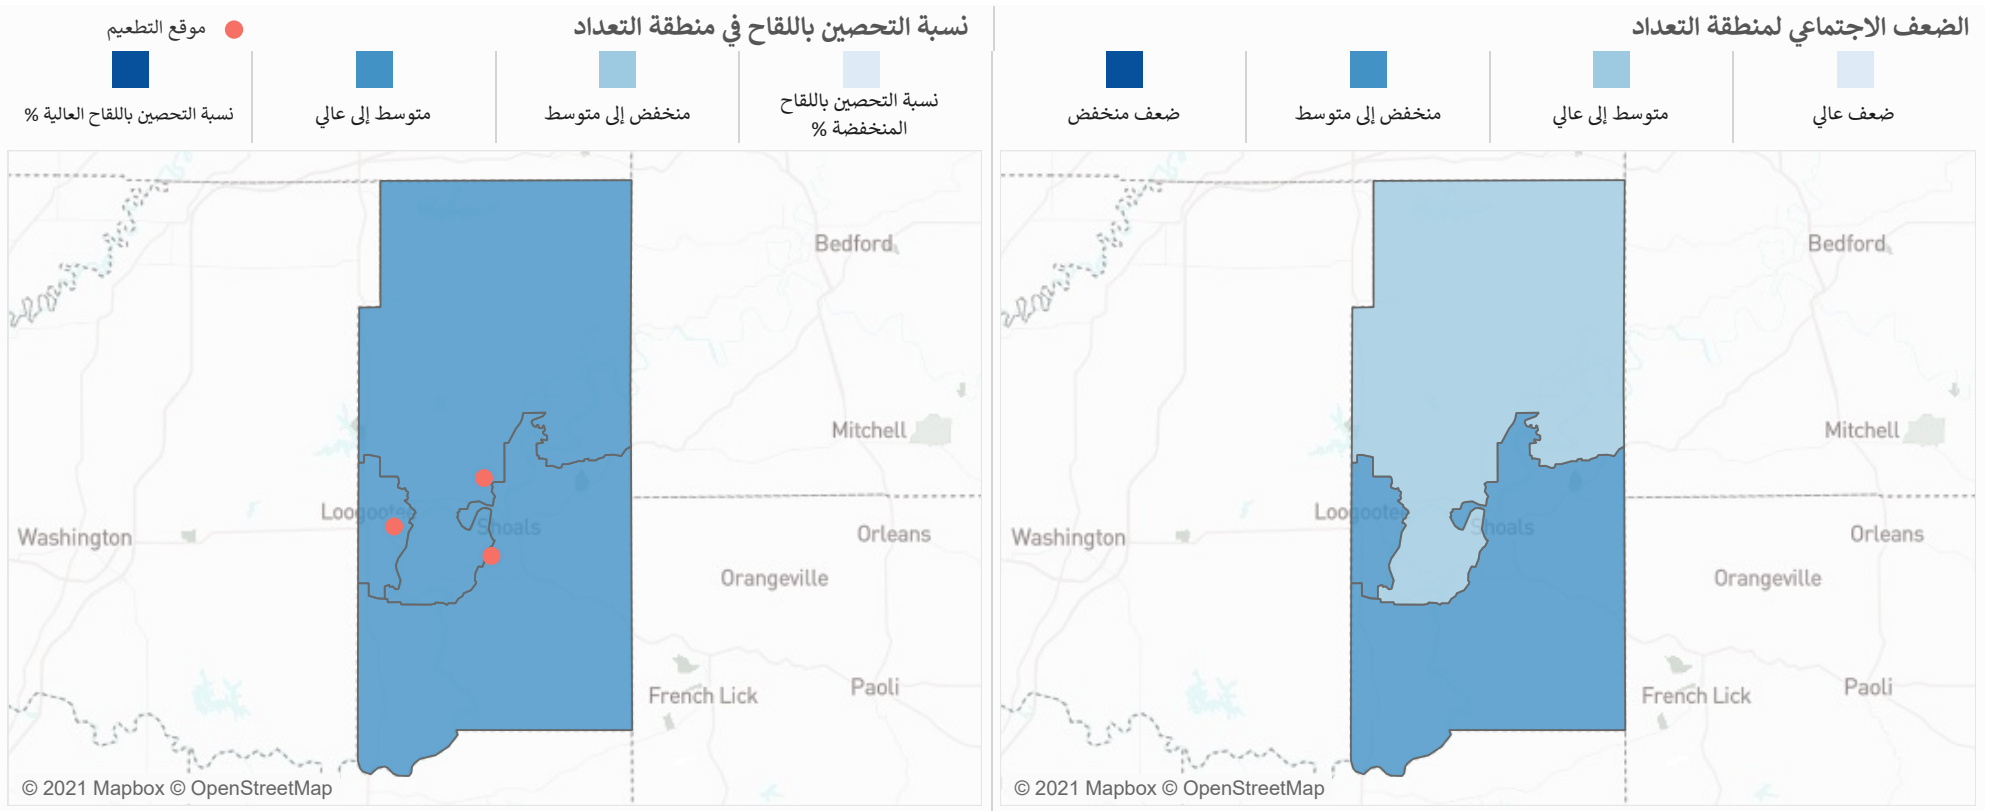 الضعف الاجتماعي لمنطقة التعداد
ضعف عالي
متوسط إلى عالي
منخفض إلى متوسط
ضعف منخفض
Bedford
Mitchell
Loogootee
Shoals
Washington
Orleans
Orangeville
French Lick
Paoli
© 2021 Mapbox © OpenStreetMap
نسبة التحصين باللقاح في منطقة التعداد
موقع التطعيم
نسبة التحصين باللقاح
المنخفضة %
منخفض إلى متوسط
متوسط إلى عالي
نسبة التحصين باللقاح العالية %
Bedford
Mitchell
Loogootee
Shoals
Washington
Orleans
Orangeville
French Lick
Paoli
© 2021 Mapbox © OpenStreetMap